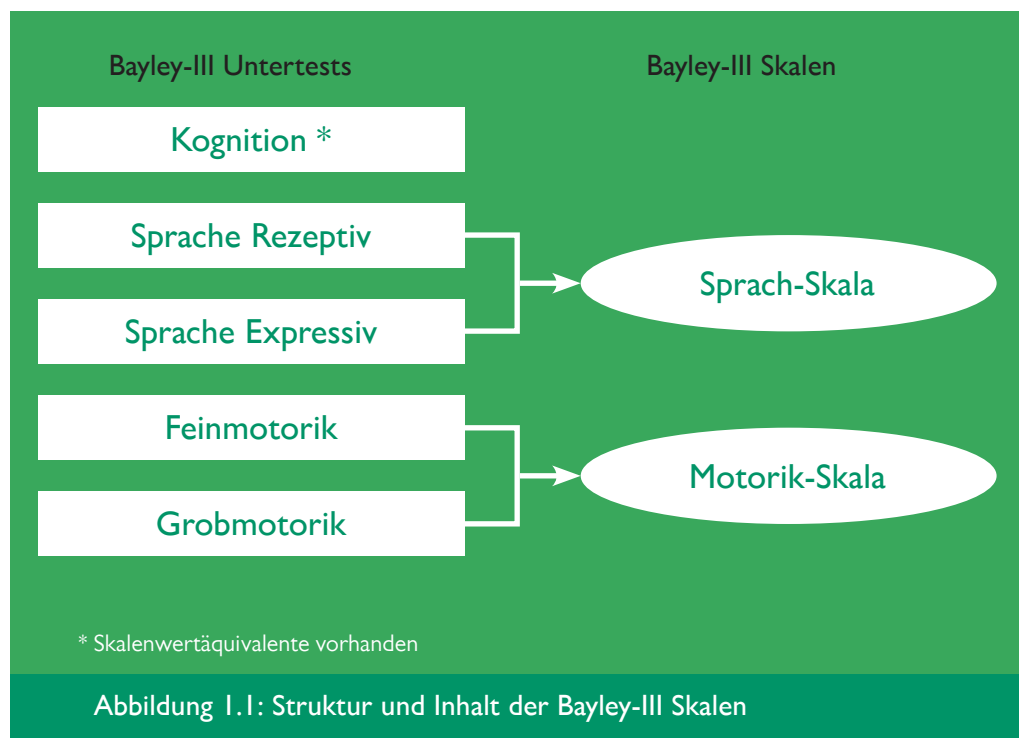 Bayley-III Untertests
Bayley-III Skalen
Kognition *
Sprache Rezeptiv
Sprache Expressiv
Sprach-Skala
Feinmotorik
Grobmotorik
Motorik-Skala
* Skalenwertäquivalente vorhanden
Abbildung 1.1: Struktur und Inhalt der Bayley-III Skalen